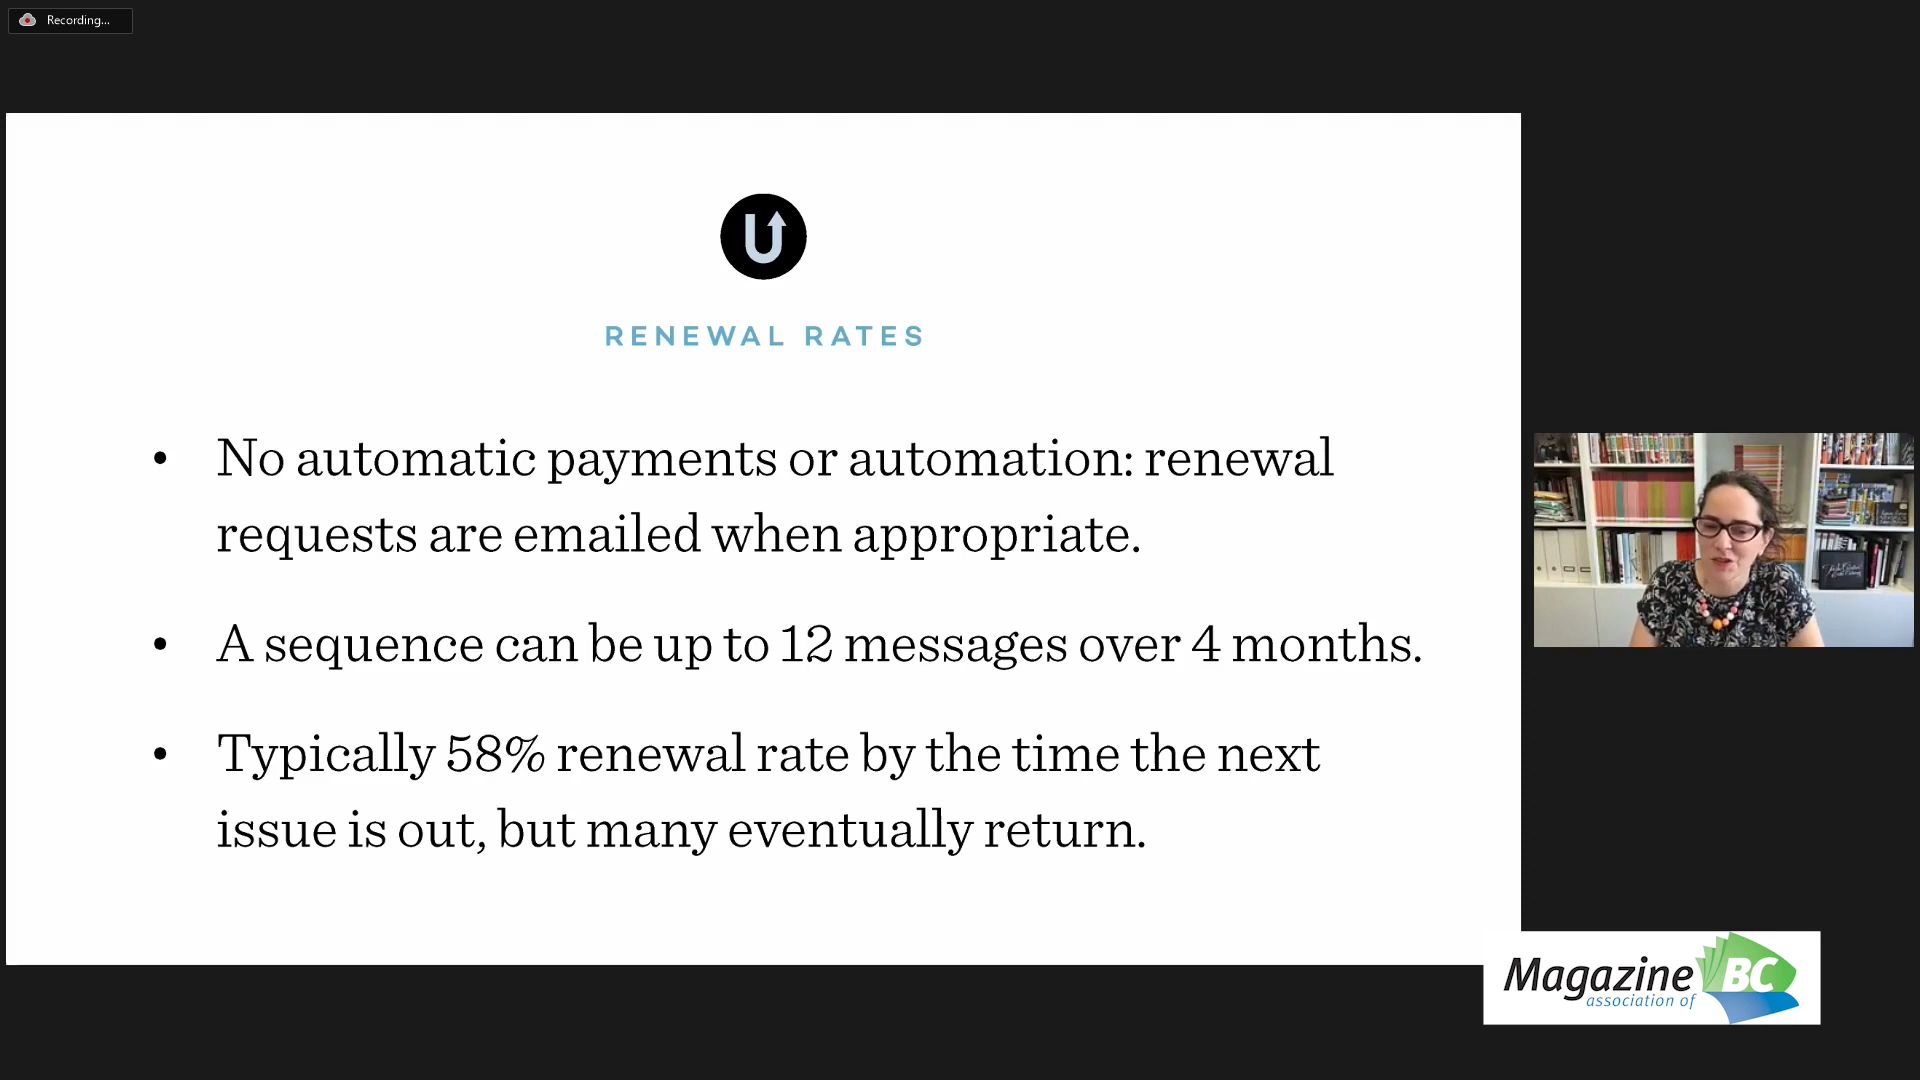 Recording...
RENEWAL RATES
• No automatic payments or automation: renewal
requests are emailed when appropriate.
• A sequence can be up to 12 messages over 4 months.
• Typically 58% renewal rate by the time the next
issue is out, but many eventually return.
Magazine BC
association of